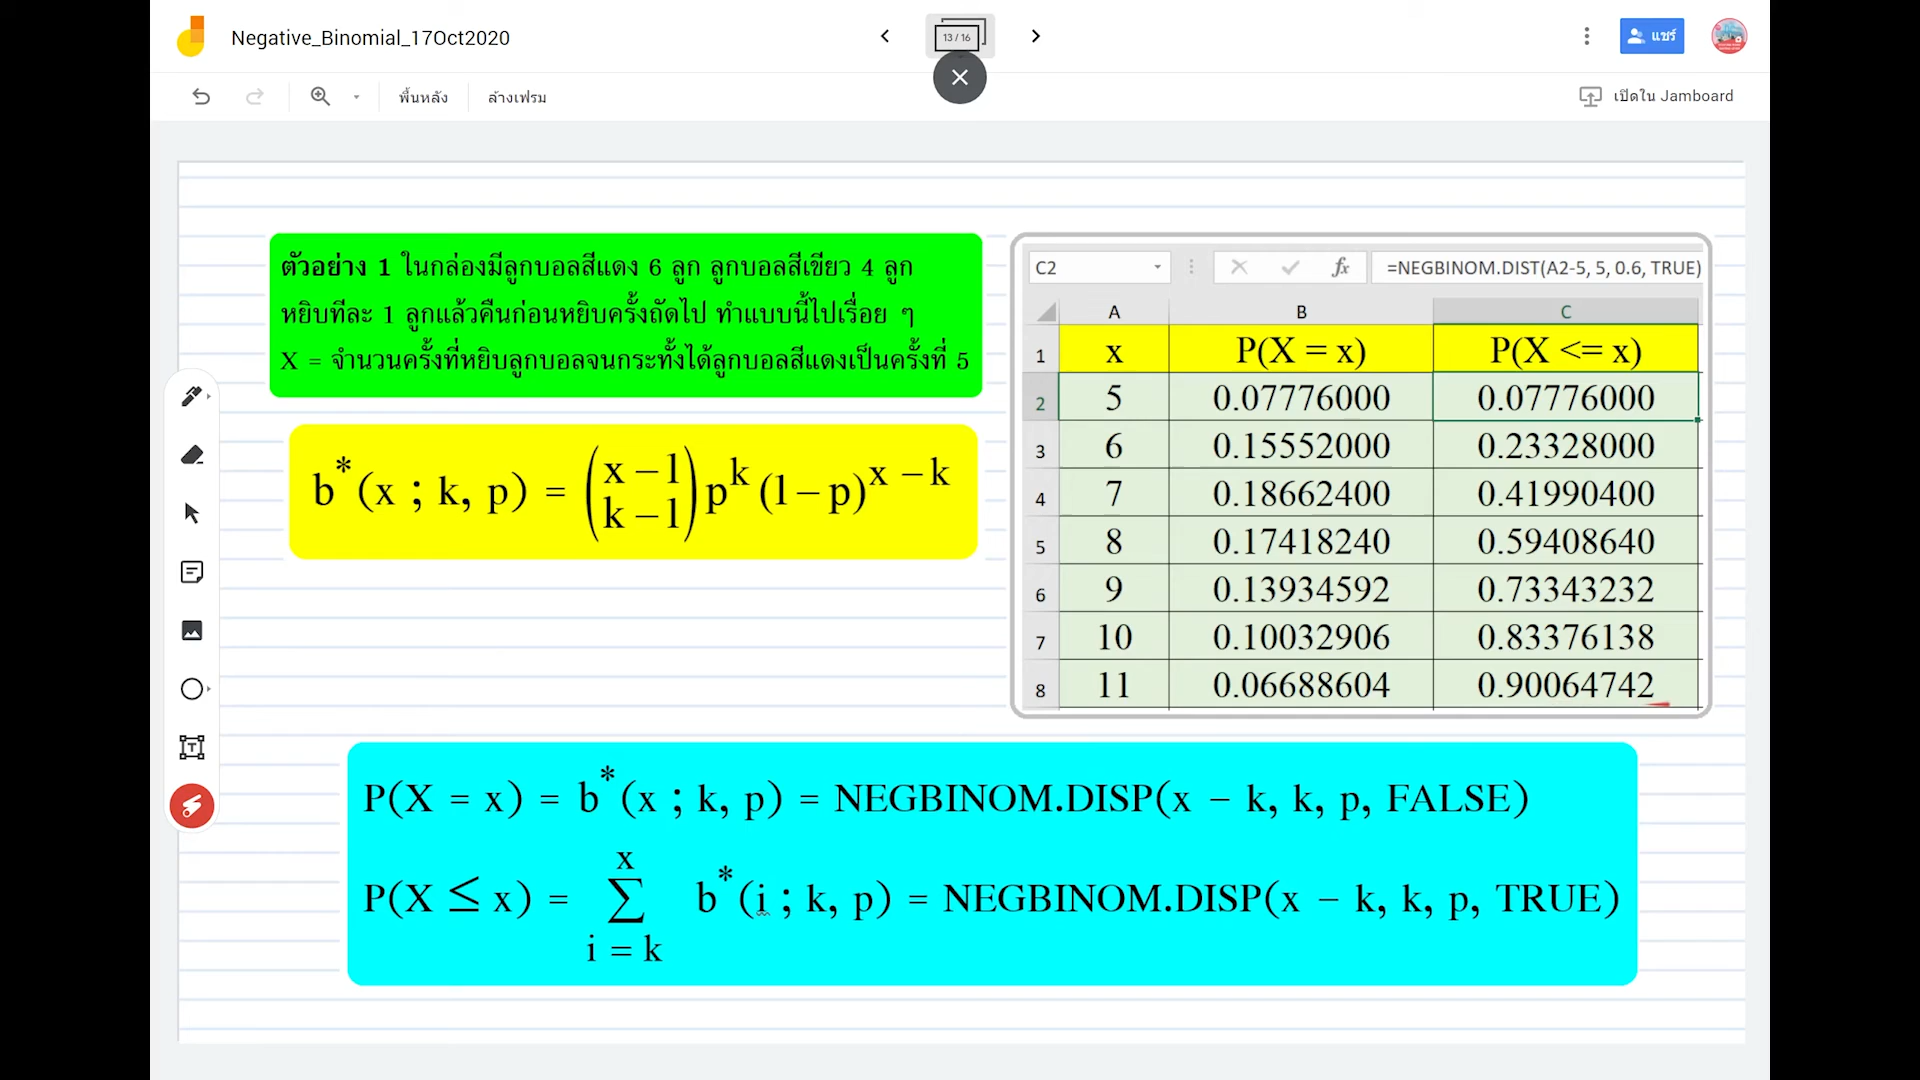 Negative_Binomial_17Oct2020
13 / 16
แชร์
พื้นหลัง
ล้างเฟรม
เปิดใน Jamboard
ตัวอย่าง 1 ในกล่องมีลูกบอลสีแดง 6 ลูก ลูกบอลสีเขียว 4 ลูก
หยิบทีละ 1 ลูกแล้วคืนก่อนหยิบครั้งถัดไป ทำแบบนี้ไปเรื่อย ๆ
X = จำนวนครั้งที่หยิบลูกบอลจนกระทั่งได้ลูกบอลสีแดงเป็นครั้งที่ 5
b*(x ; k, p) = (x − 1 k − 1) p^k (1 − p)^x − k
C2 fx =NEGBINOM.DIST(A2-5, 5, 0.6, TRUE)
A B C
1 x P(X = x) P(X <= x)
2 5 0.07776000 0.07776000
3 6 0.15552000 0.23328000
4 7 0.18662400 0.41990400
5 8 0.17418240 0.59408640
6 9 0.13934592 0.73343232
7 10 0.10032906 0.83376138
8 11 0.06688604 0.90064742
P(X = x) = b*(x ; k, p) = NEGBINOM.DISP(x − k, k, p, FALSE)
x
P(X ≤ x) = ∑ b*(i ; k, p) = NEGBINOM.DISP(x − k, k, p, TRUE)
i = k